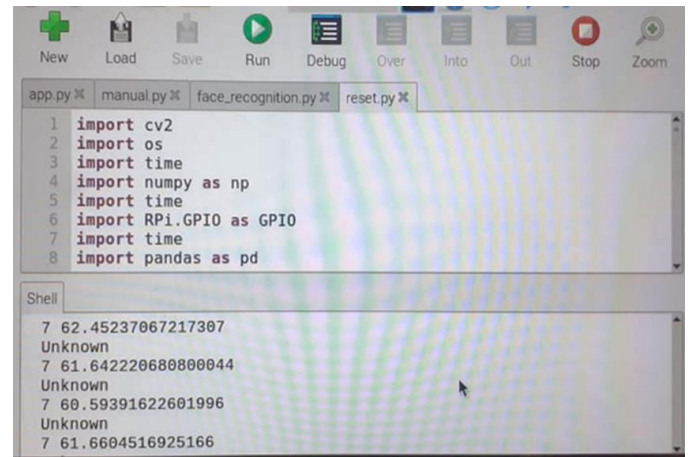 New Load Save Run Debug Over Into Out Stop Zoom
app.py manual.py face_recognition.py reset.py
1 import cv2
2 import os
3 import time
4 import numpy as np
5 import time
6 import RPi.GPIO as GPIO
7 import time
8 import pandas as pd
Shell
7 62.45237067217307
Unknown
7 61.642220680800044
Unknown
7 60.59391622601996
Unknown
7 61.6604516925166